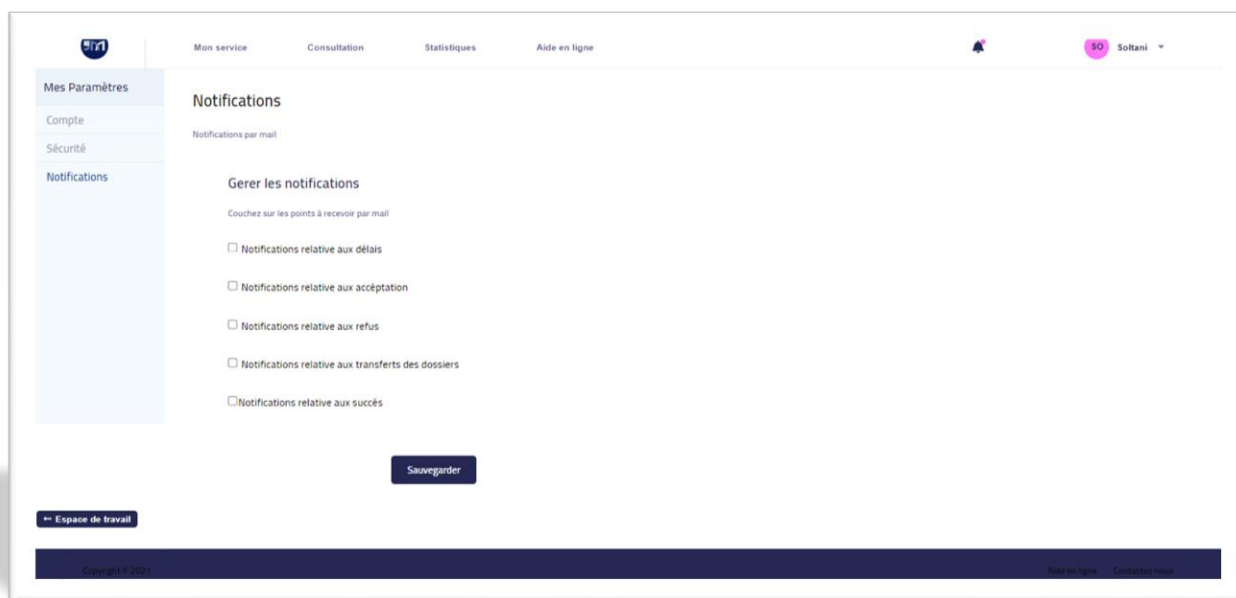 Mon service Consultation Statistiques Aide en ligne SO Soltani
Mes Paramètres
Compte
Sécurité
Notifications
Notifications
Notifications par mail
Gerer les notifications
Couchez sur les points à recevoir par mail
Notifications relative aux délais
Notifications relative aux accéptation
Notifications relative aux refus
Notifications relative aux transferts des dossiers
Notifications relative aux succés
Sauvegarder
← Espace de travail
Copyright © 2021 Aide en ligne Contactez nous